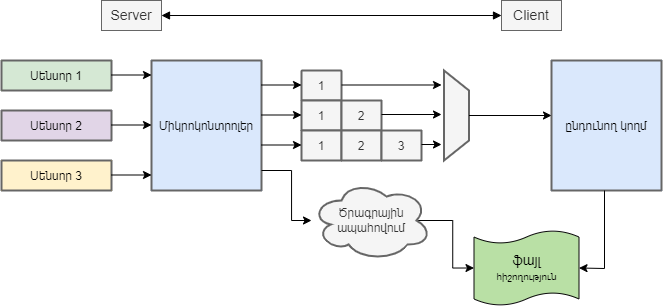 Server
Client
Սենսոր 1
Սենսոր 2
Սենսոր 3
Միկրոկոնտրոլեր
1
1 2
1 2 3
ընդունող կողմ
Ծրագրային
ապահովում
ֆայլ
հիշողություն